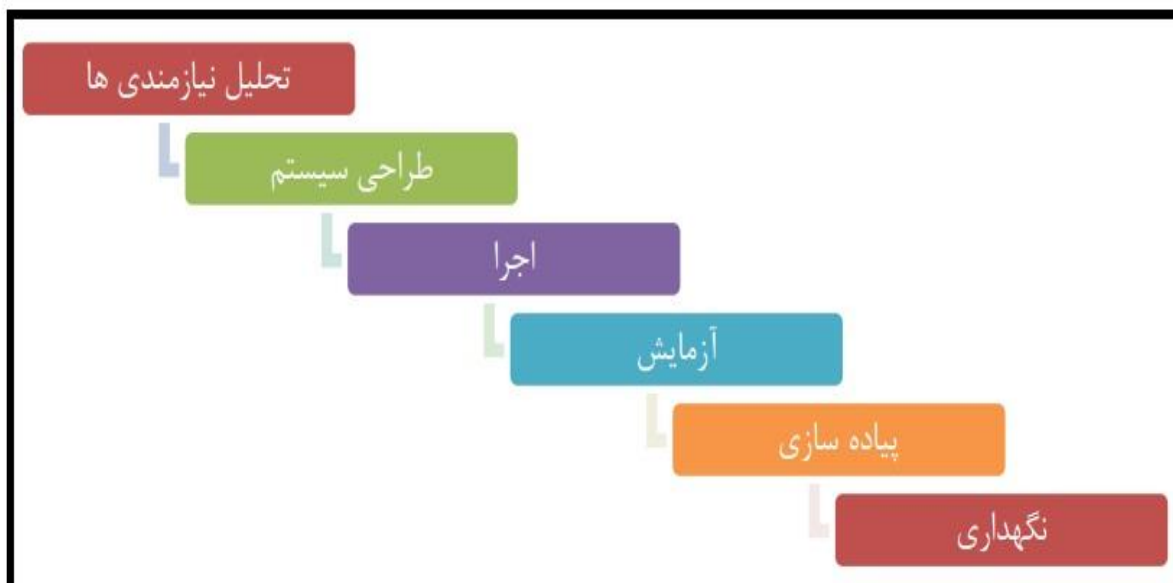 تحلیل نیازمندی ها
طراحی سیستم
اجرا
آزمایش
پیاده سازی
نگهداری